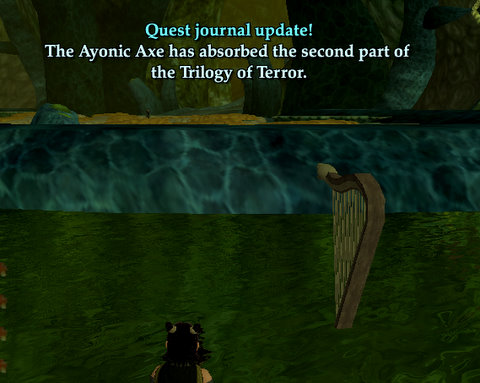 Quest journal update!
The Ayonic Axe has absorbed the second part of
the Trilogy of Terror.